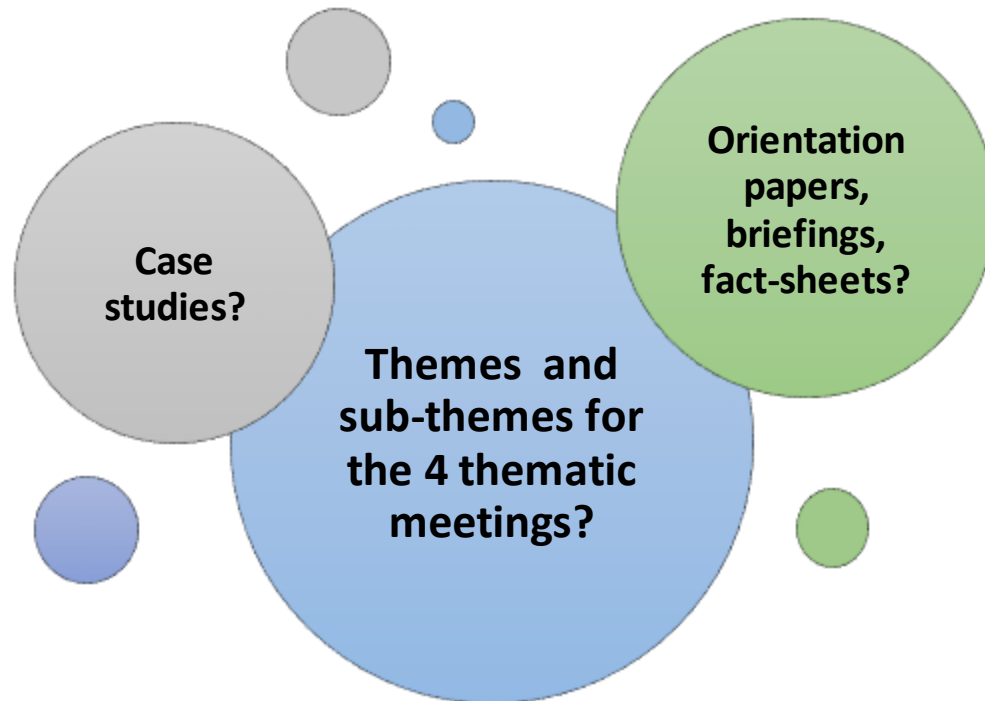 Case
studies?
Orientation
papers,
briefings,
fact-sheets?
Themes and
sub-themes for
the 4 thematic
meetings?